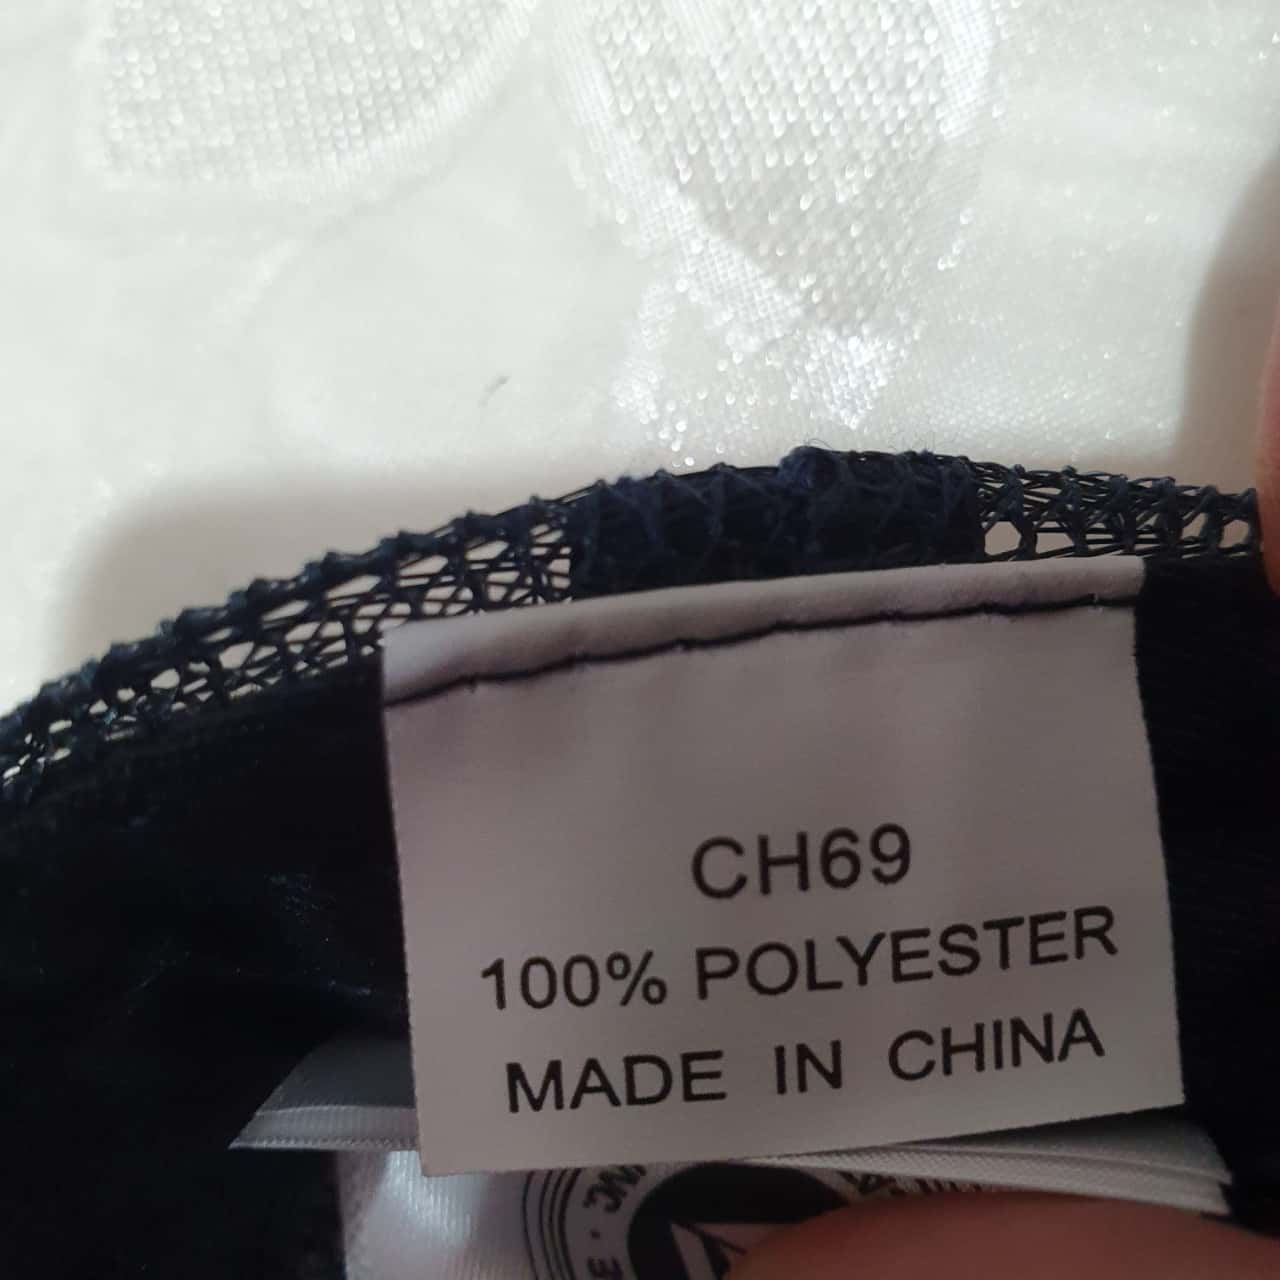 CH69
100% POLYESTER
MADE IN CHINA